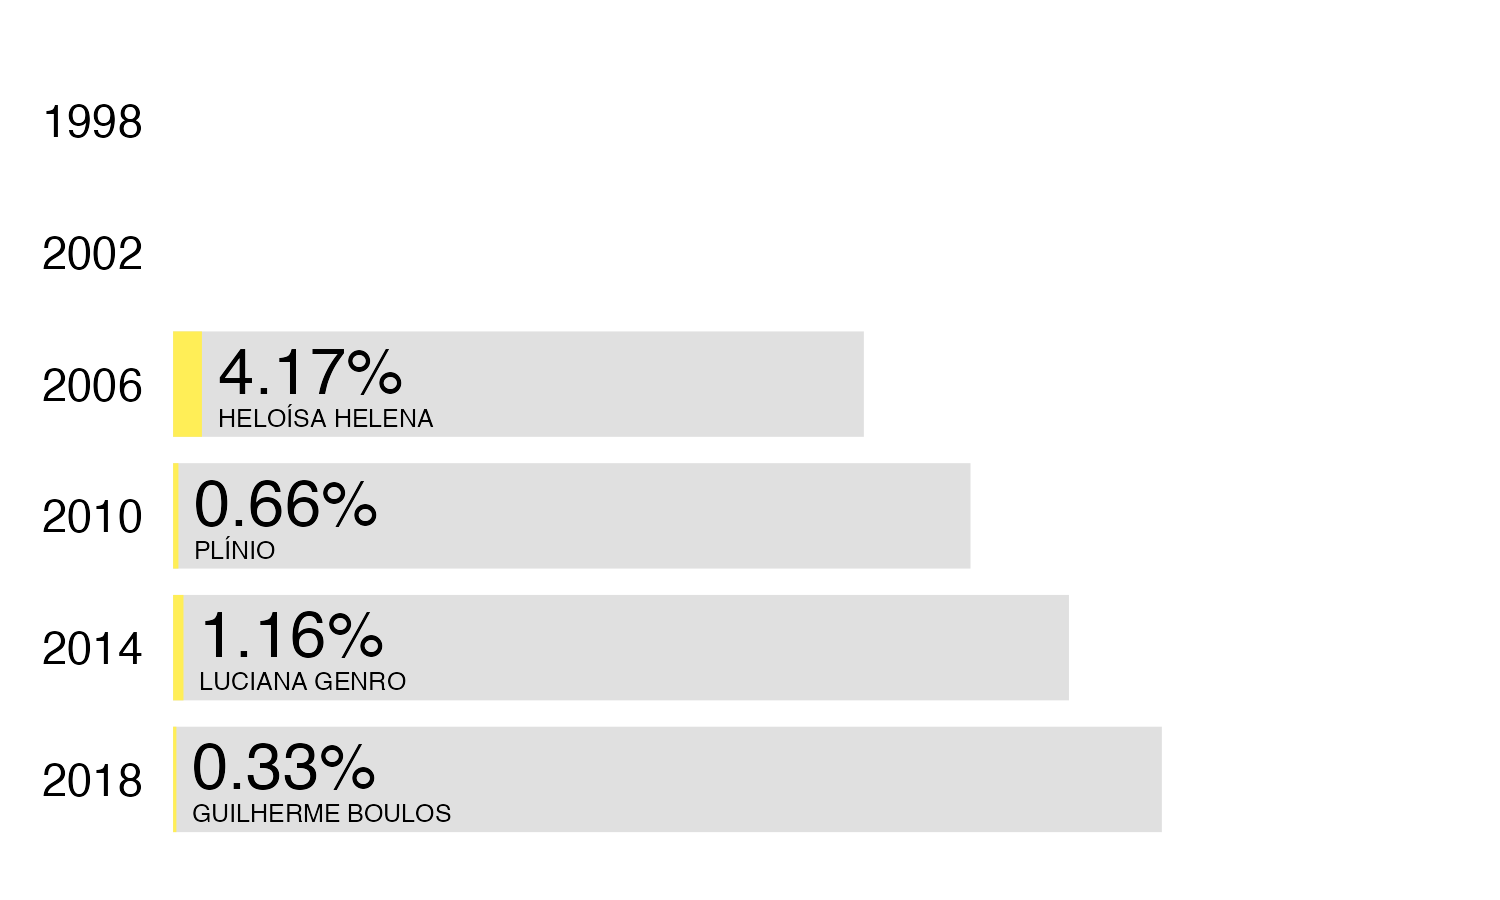 1998
2002
2006
4.17%
HELOÍSA HELENA
2010
0.66%
PLÍNIO
2014
1.16%
LUCIANA GENRO
2018
0.33%
GUILHERME BOULOS